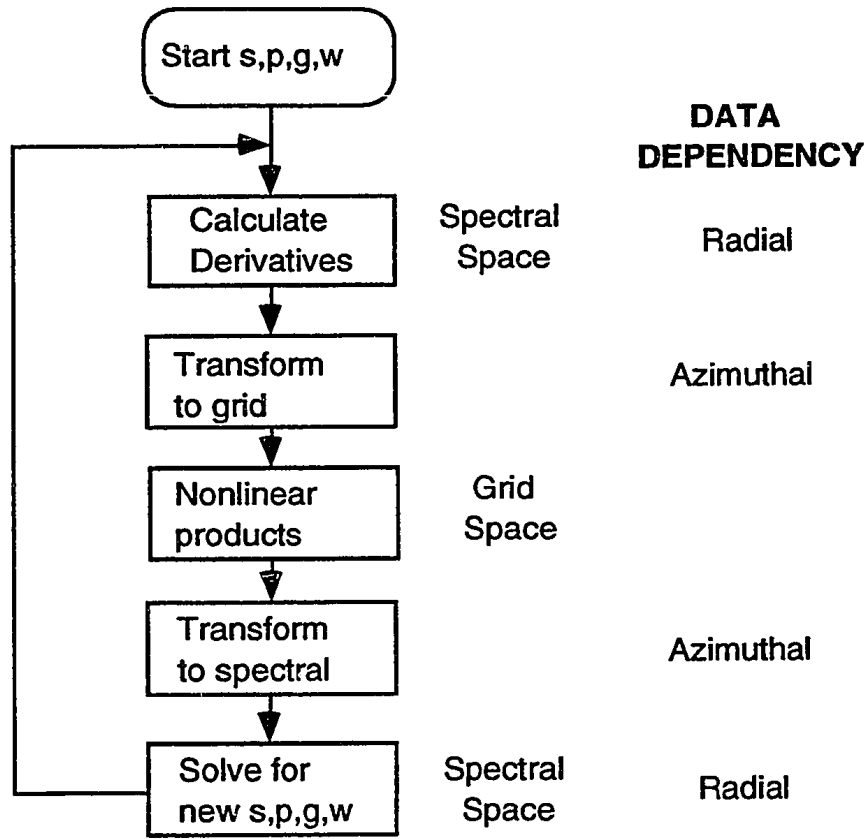 Start s,p,g,w
DATA
DEPENDENCY
Calculate
Derivatives
Spectral
Space
Radial
Transform
to grid
Azimuthal
Nonlinear
products
Grid
Space
Transform
to spectral
Azimuthal
Solve for
new s,p,g,w
Spectral
Space
Radial